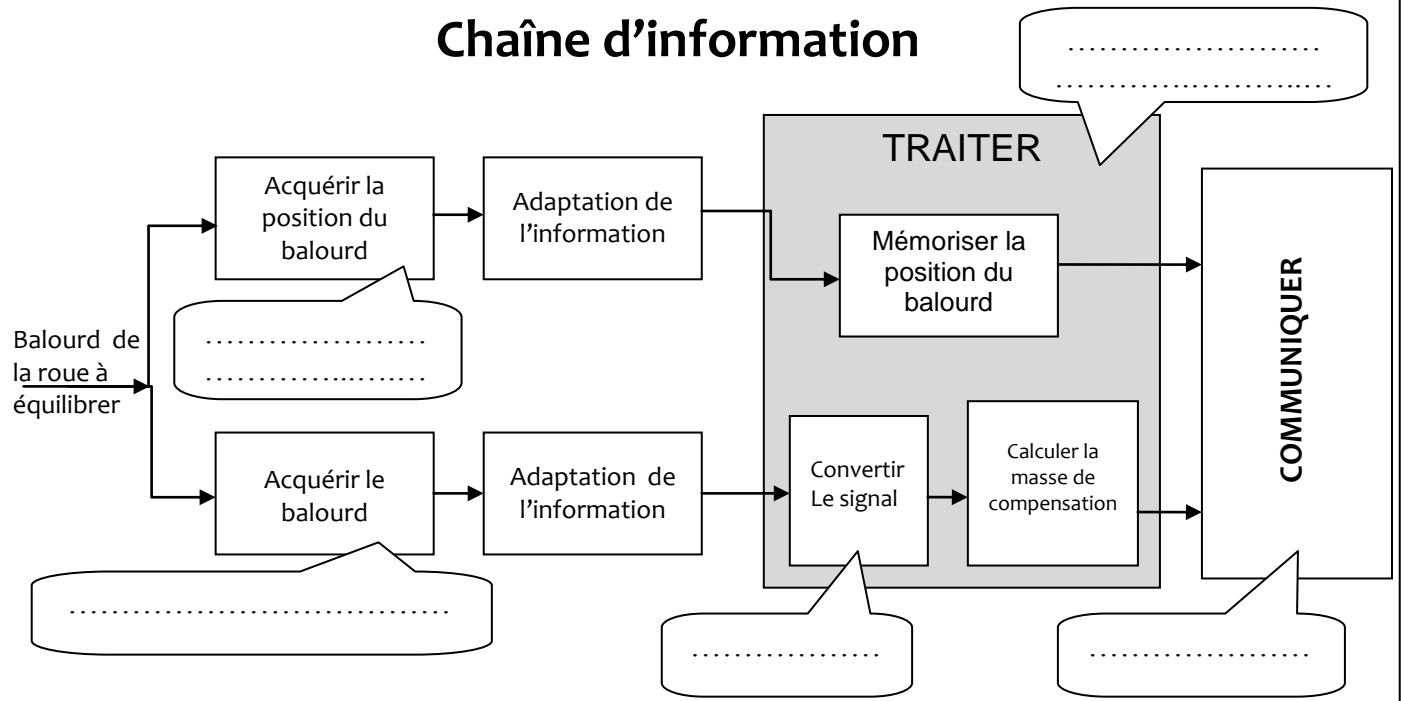 Chaîne d'information
............................
.................................
TRAITER
Acquérir la
position du
balourd
Adaptation de
l'information
Mémoriser la
position du
balourd
......................
.........................
Balourd de
la roue à
équilibrer
COMMUNIQUER
Acquérir le
balourd
Adaptation de
l'information
Convertir
Le signal
Calculer la
masse de
compensation
......................................
...................
......................